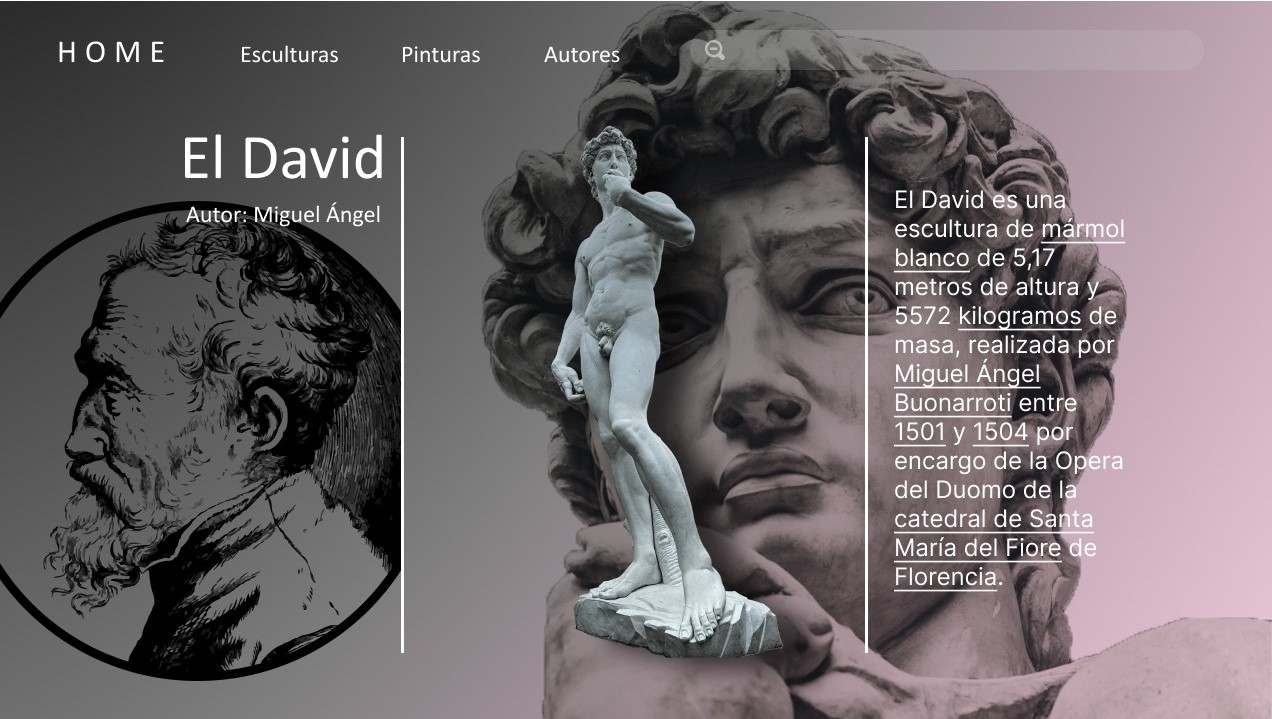 HOME Esculturas Pinturas Autores
El David
Autor: Miguel Ángel
El David es una
escultura de mármol
blanco de 5,17
metros de altura y
5572 kilogramos de
masa, realizada por
Miguel Ángel
Buonarroti entre
1501 y 1504 por
encargo de la Opera
del Duomo de la
catedral de Santa
María del Fiore de
Florencia.